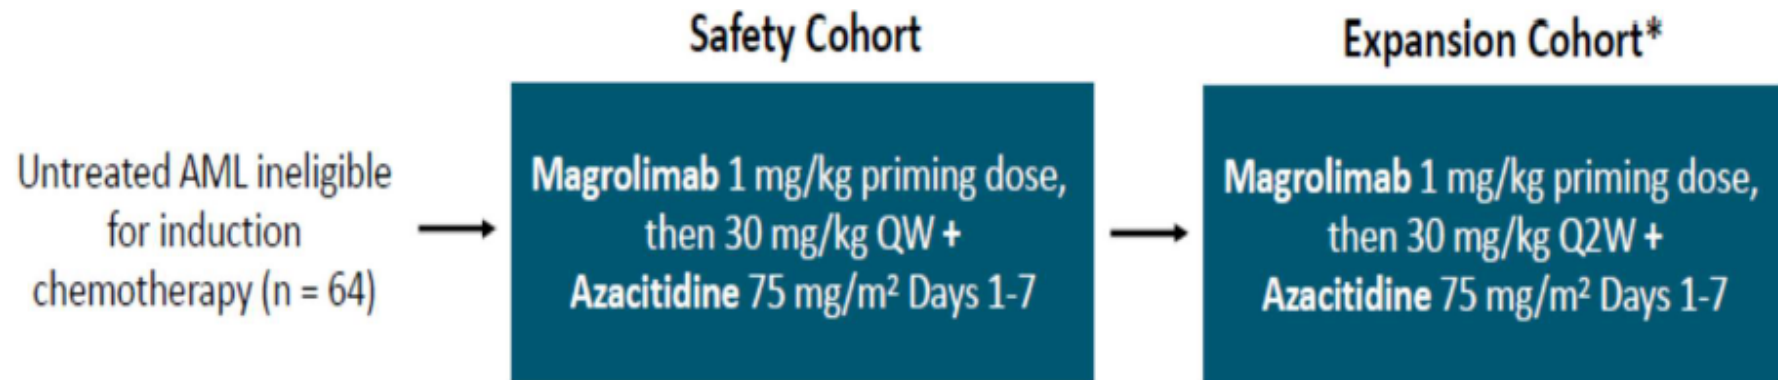 Safety Cohort
Expansion Cohort*
Untreated AML ineligible
for induction
chemotherapy (n = 64)
Magrolimab 1 mg/kg priming dose,
then 30 mg/kg QW +
Azacitidine 75 mg/m² Days 1-7
Magrolimab 1 mg/kg priming dose,
then 30 mg/kg Q2W +
Azacitidine 75 mg/m² Days 1-7